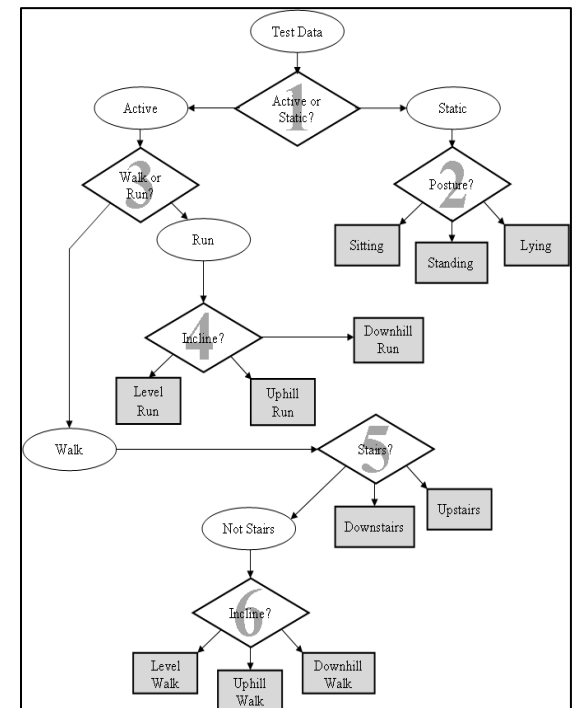 Test Data
1
Active or
Static?
Active
Static
3
Walk or
Run?
2
Posture?
Sitting
Standing
Lying
Run
4
Incline?
Downhill
Run
Level
Run
Uphill
Run
Walk
5
Stairs?
Upstairs
Downstairs
Not Stairs
6
Incline?
Level
Walk
Uphill
Walk
Downhill
Walk